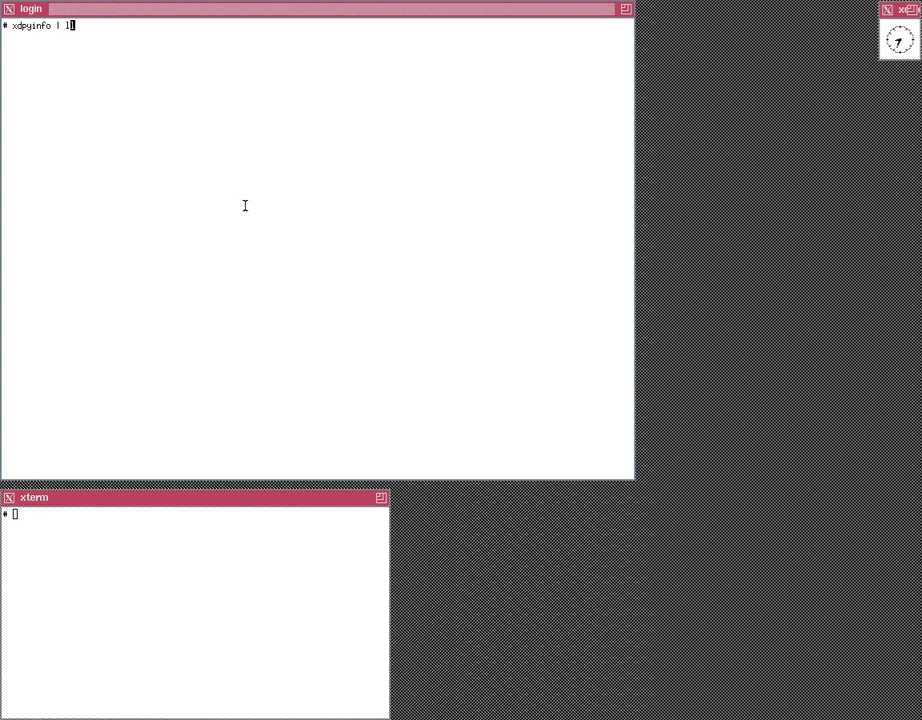 login
# xdpyinfo | l
xterm
#